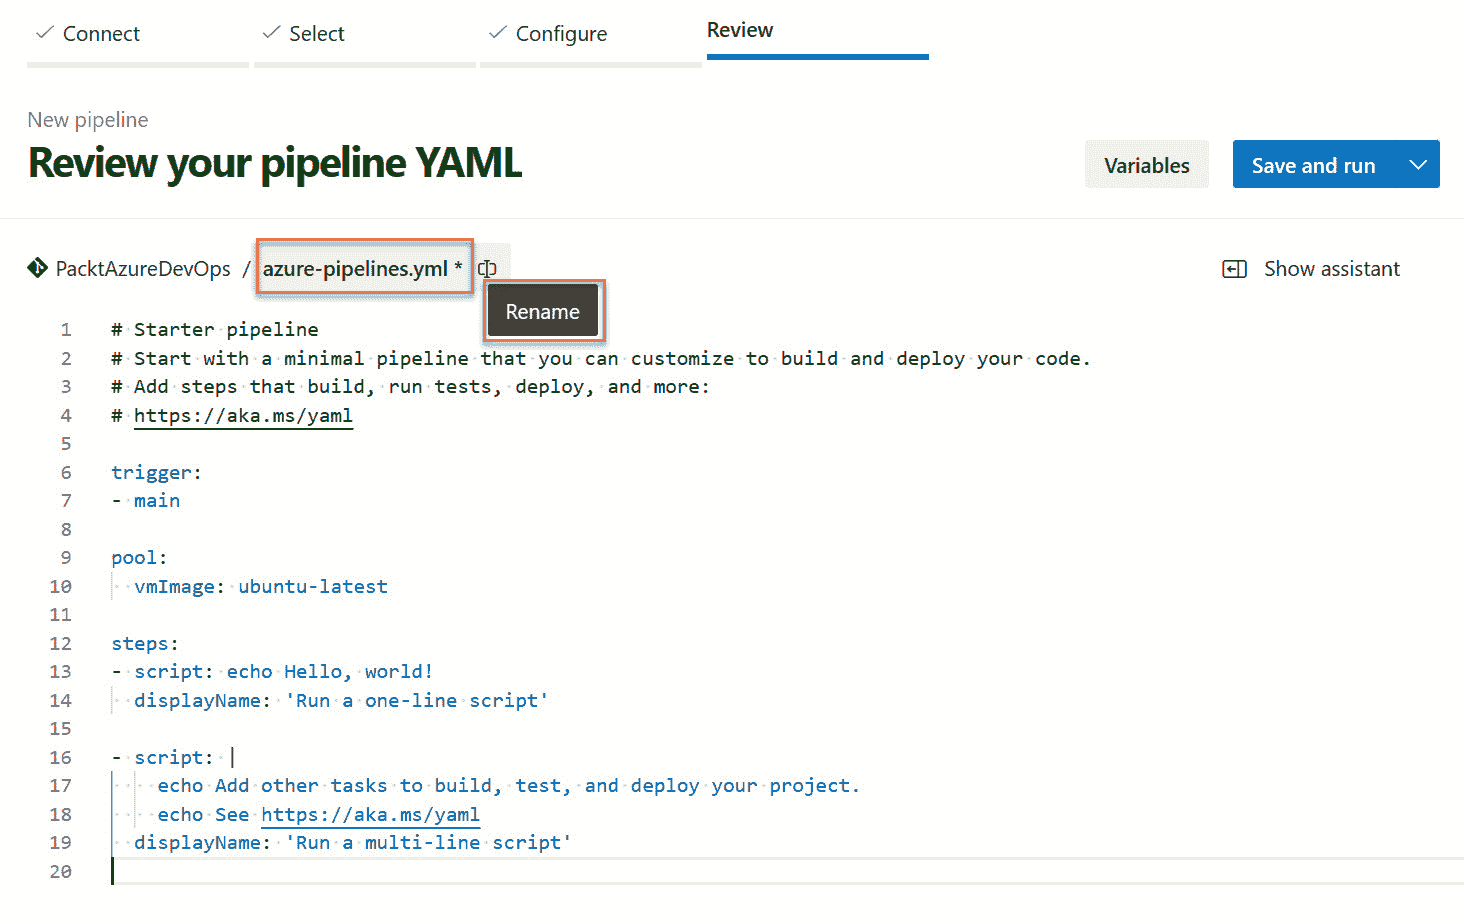 Connect
Select
Configure
Review
New pipeline
Review your pipeline YAML
Variables
Save and run
PacktAzureDevOps / azure-pipelines.yml *
Show assistant
Rename
1 # Starter pipeline
2 # Start with a minimal pipeline that you can customize to build and deploy your code.
3 # Add steps that build, run tests, deploy, and more:
4 # https://aka.ms/yaml
5
6 trigger:
7 - main
8
9 pool:
10   vmImage: ubuntu-latest
11
12 steps:
13 - script: echo Hello, world!
14   displayName: 'Run a one-line script'
15
16 - script: |
17     echo Add other tasks to build, test, and deploy your project.
18     echo See https://aka.ms/yaml
19   displayName: 'Run a multi-line script'
20